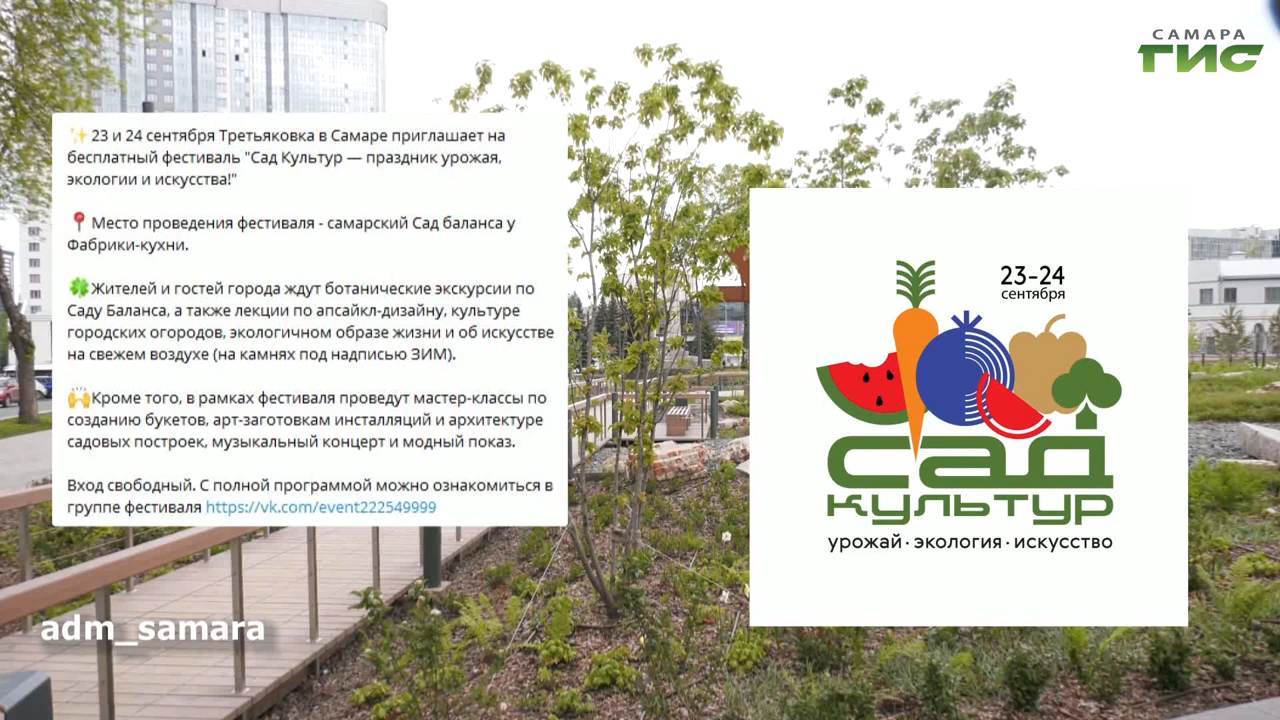 САМАРА
ГИС
✨ 23 и 24 сентября Третьяковка в Самаре приглашает на
бесплатный фестиваль "Сад Культур — праздник урожая,
экологии и искусства!"
📍 Место проведения фестиваля - самарский Сад баланса у
Фабрики-кухни.
🍀Жителей и гостей города ждут ботанические экскурсии по
Саду Баланса, а также лекции по апсайкл-дизайну, культуре
городских огородов, экологичном образе жизни и об искусстве
на свежем воздухе (на камнях под надписью ЗИМ).
🙌Кроме того, в рамках фестиваля проведут мастер-классы по
созданию букетов, арт-заготовкам инсталляций и архитектуре
садовых построек, музыкальный концерт и модный показ.
Вход свободный. С полной программой можно ознакомиться в
группе фестиваля https://vk.com/event222549999
23-24
сентября
сад
культур
урожай · экология · искусство
adm_samara